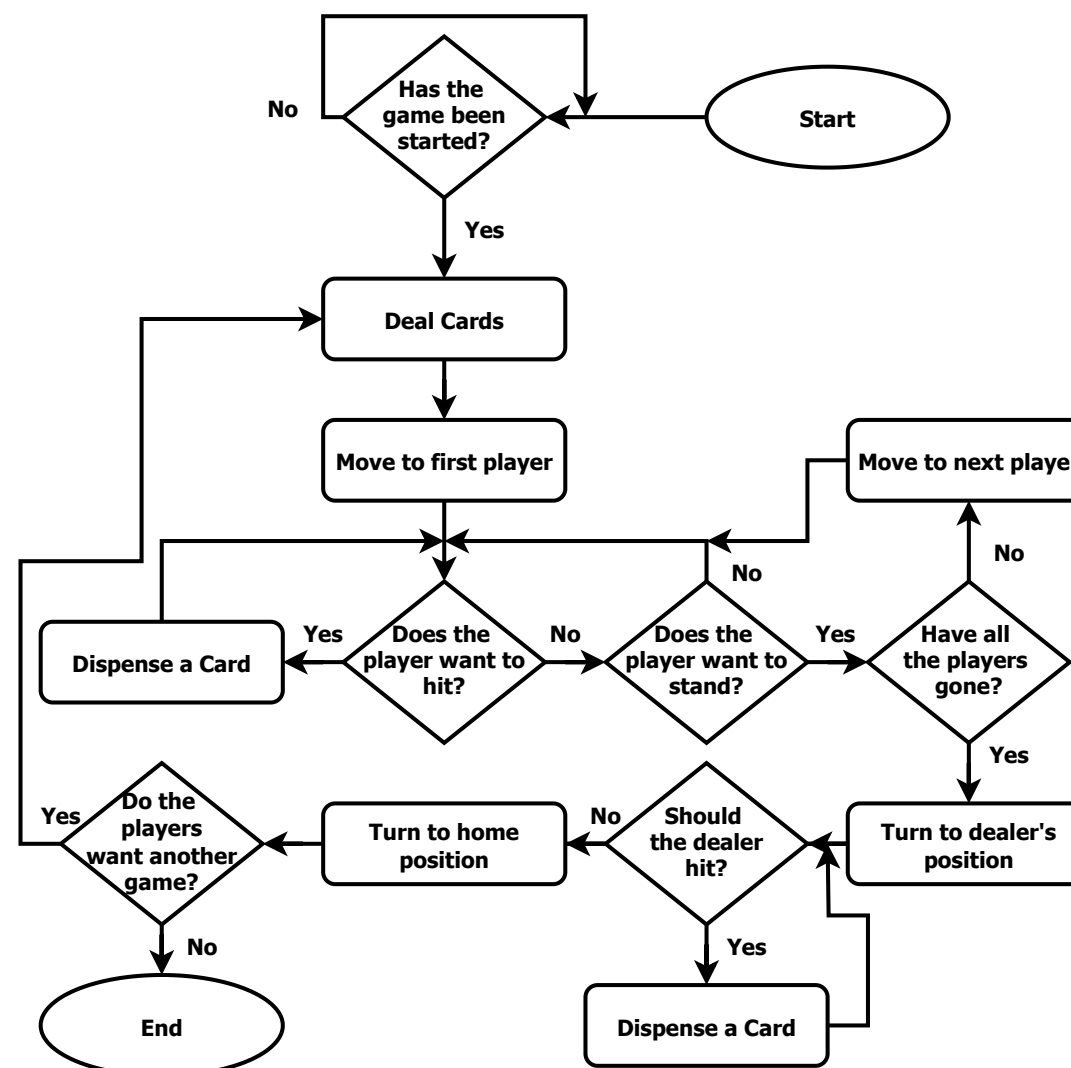 Has the
game been
started?
No
Start
Yes
Deal Cards
Move to first player
Move to next playe
No
No
Dispense a Card
Yes
Does the
player want to
hit?
No
Does the
player want to
stand?
Yes
Have all
the players
gone?
Yes
Yes
Do the
players
want another
game?
Turn to home
position
No
Should
the dealer
hit?
Turn to dealer's
position
No
Yes
End
Dispense a Card